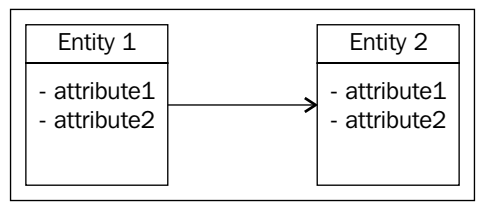 Entity 1
- attribute1
- attribute2
Entity 2
- attribute1
- attribute2